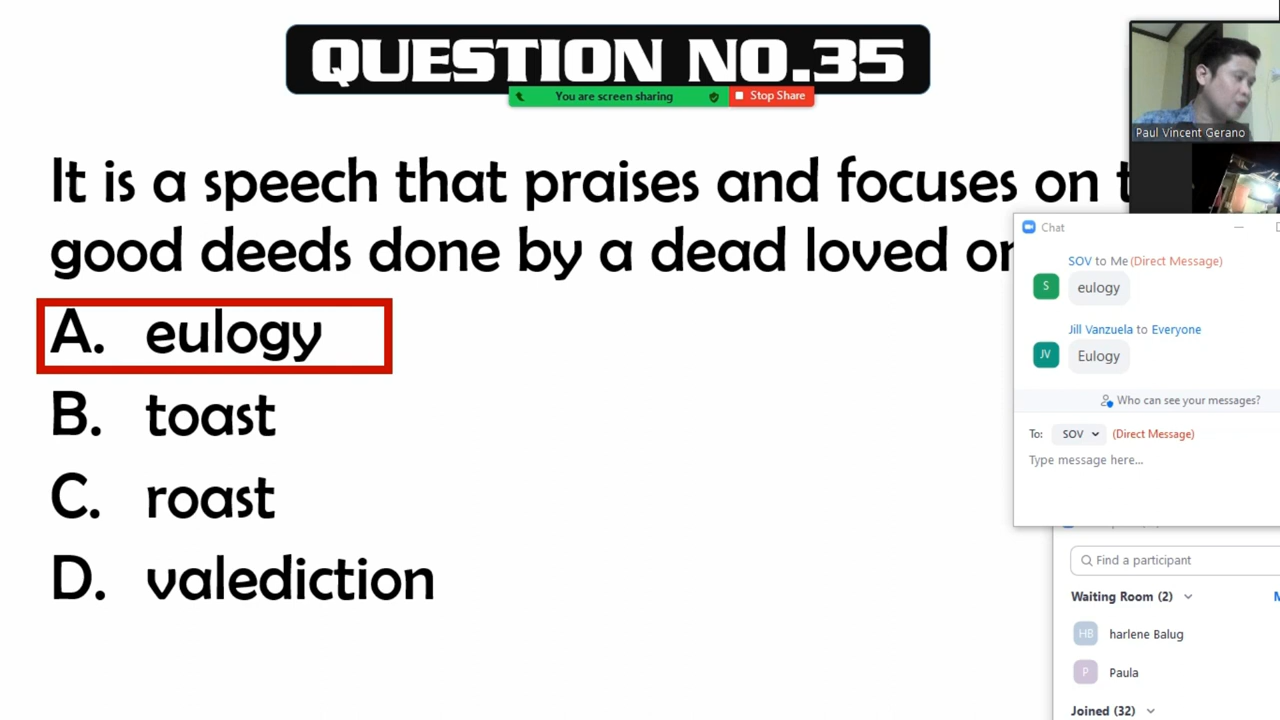 QUESTION NO.35
You are screen sharing
Stop Share
It is a speech that praises and focuses on
good deeds done by a dead loved
A. eulogy
B. toast
C. roast
D. valediction
Paul Vincent Gerano
Chat
SOV to Me (Direct Message)
S
eulogy
Jill Vanzuela to Everyone
JV
Eulogy
Who can see your messages?
To: SOV (Direct Message)
Type message here...
Find a participant
Waiting Room (2)
HB harlene Balug
P Paula
Joined (32)